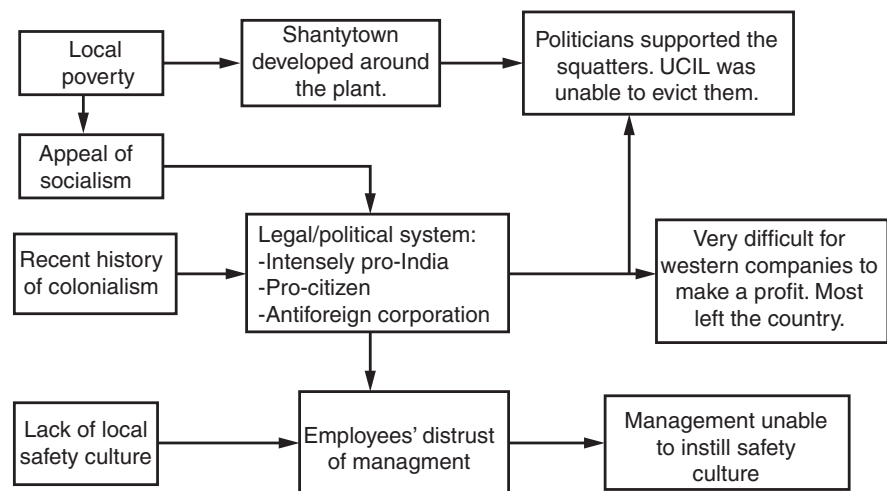 Local
poverty
Shantytown
developed around
the plant.
Politicians supported the
squatters. UCIL was
unable to evict them.
Appeal of
socialism
Recent history
of colonialism
Legal/political system:
-Intensely pro-India
-Pro-citizen
-Antiforeign corporation
Very difficult for
western companies to
make a profit. Most
left the country.
Lack of local
safety culture
Employees’ distrust
of managment
Management unable
to instill safety
culture